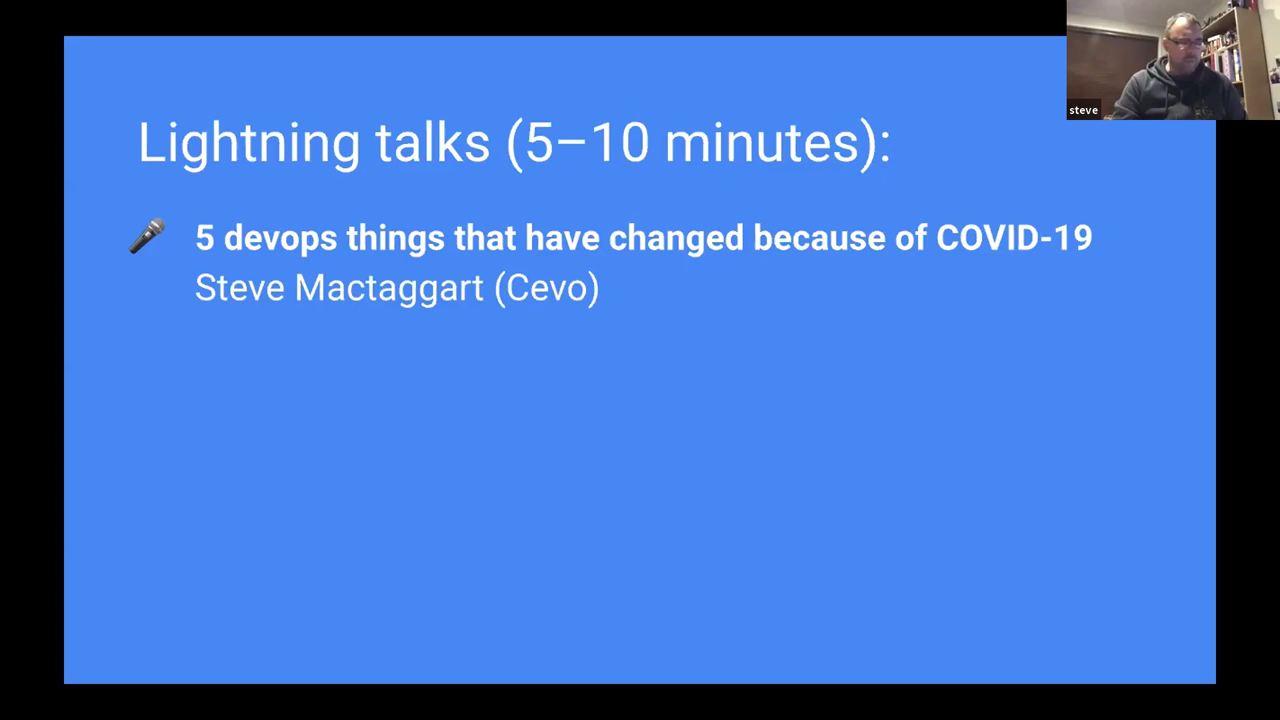 Lightning talks (5–10 minutes):
5 devops things that have changed because of COVID-19
Steve Mactaggart (Cevo)
steve